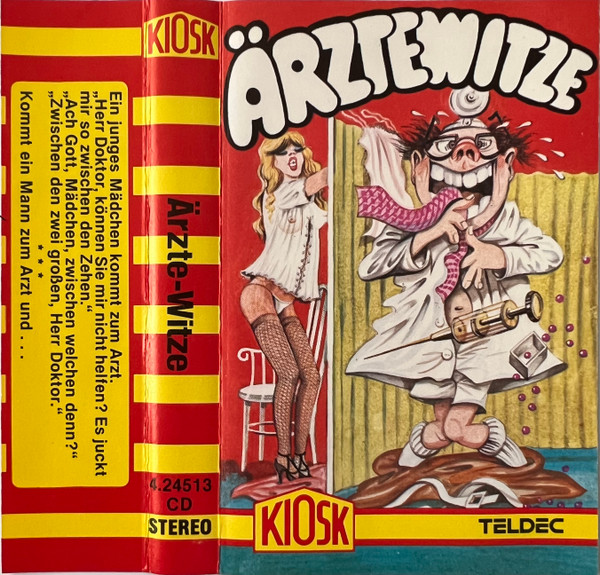 Ein junges Mädchen kommt zum Arzt.
„Herr Doktor, können Sie mir nicht helfen? Es juckt
mir so zwischen den Zehen.“
„Ach Gott, Mädchen, zwischen welchen denn?“
„Zwischen den zwei großen, Herr Doktor.“
***
Kommt ein Mann zum Arzt und . . .
KIOSK
Ärzte-Witze
4.24513
CD
STEREO
ÄRZTEWITZE
KIOSK
TELDEC